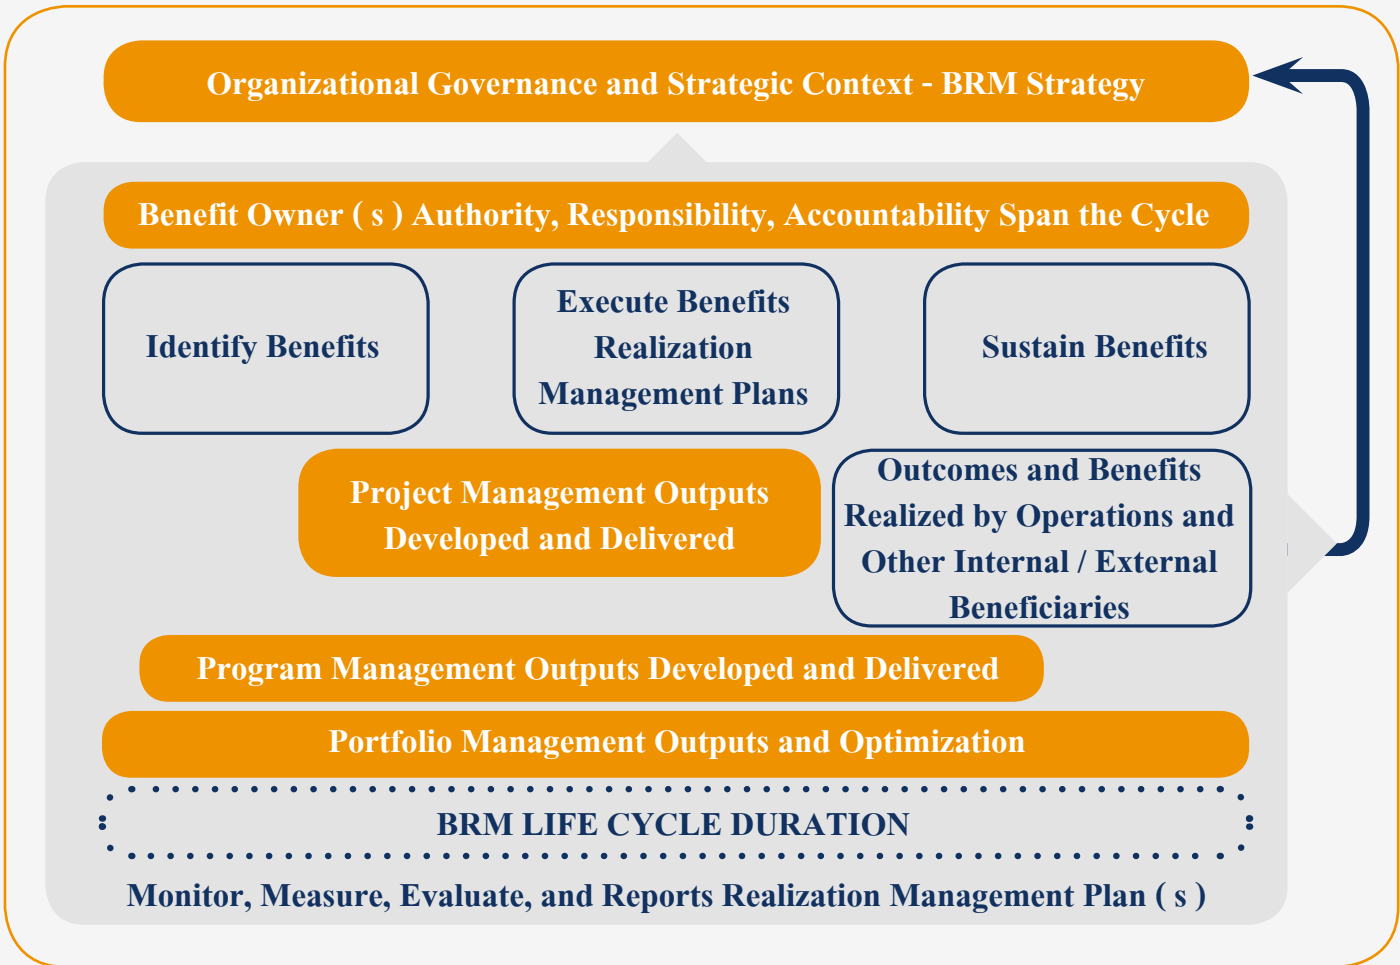 Organizational Governance and Strategic Context - BRM Strategy
Benefit Owner ( s ) Authority, Responsibility, Accountability Span the Cycle
Identify Benefits
Execute Benefits
Realization
Management Plans
Sustain Benefits
Project Management Outputs
Developed and Delivered
Outcomes and Benefits
Realized by Operations and
Other Internal / External
Beneficiaries
Program Management Outputs Developed and Delivered
Portfolio Management Outputs and Optimization
BRM LIFE CYCLE DURATION
Monitor, Measure, Evaluate, and Reports Realization Management Plan ( s )